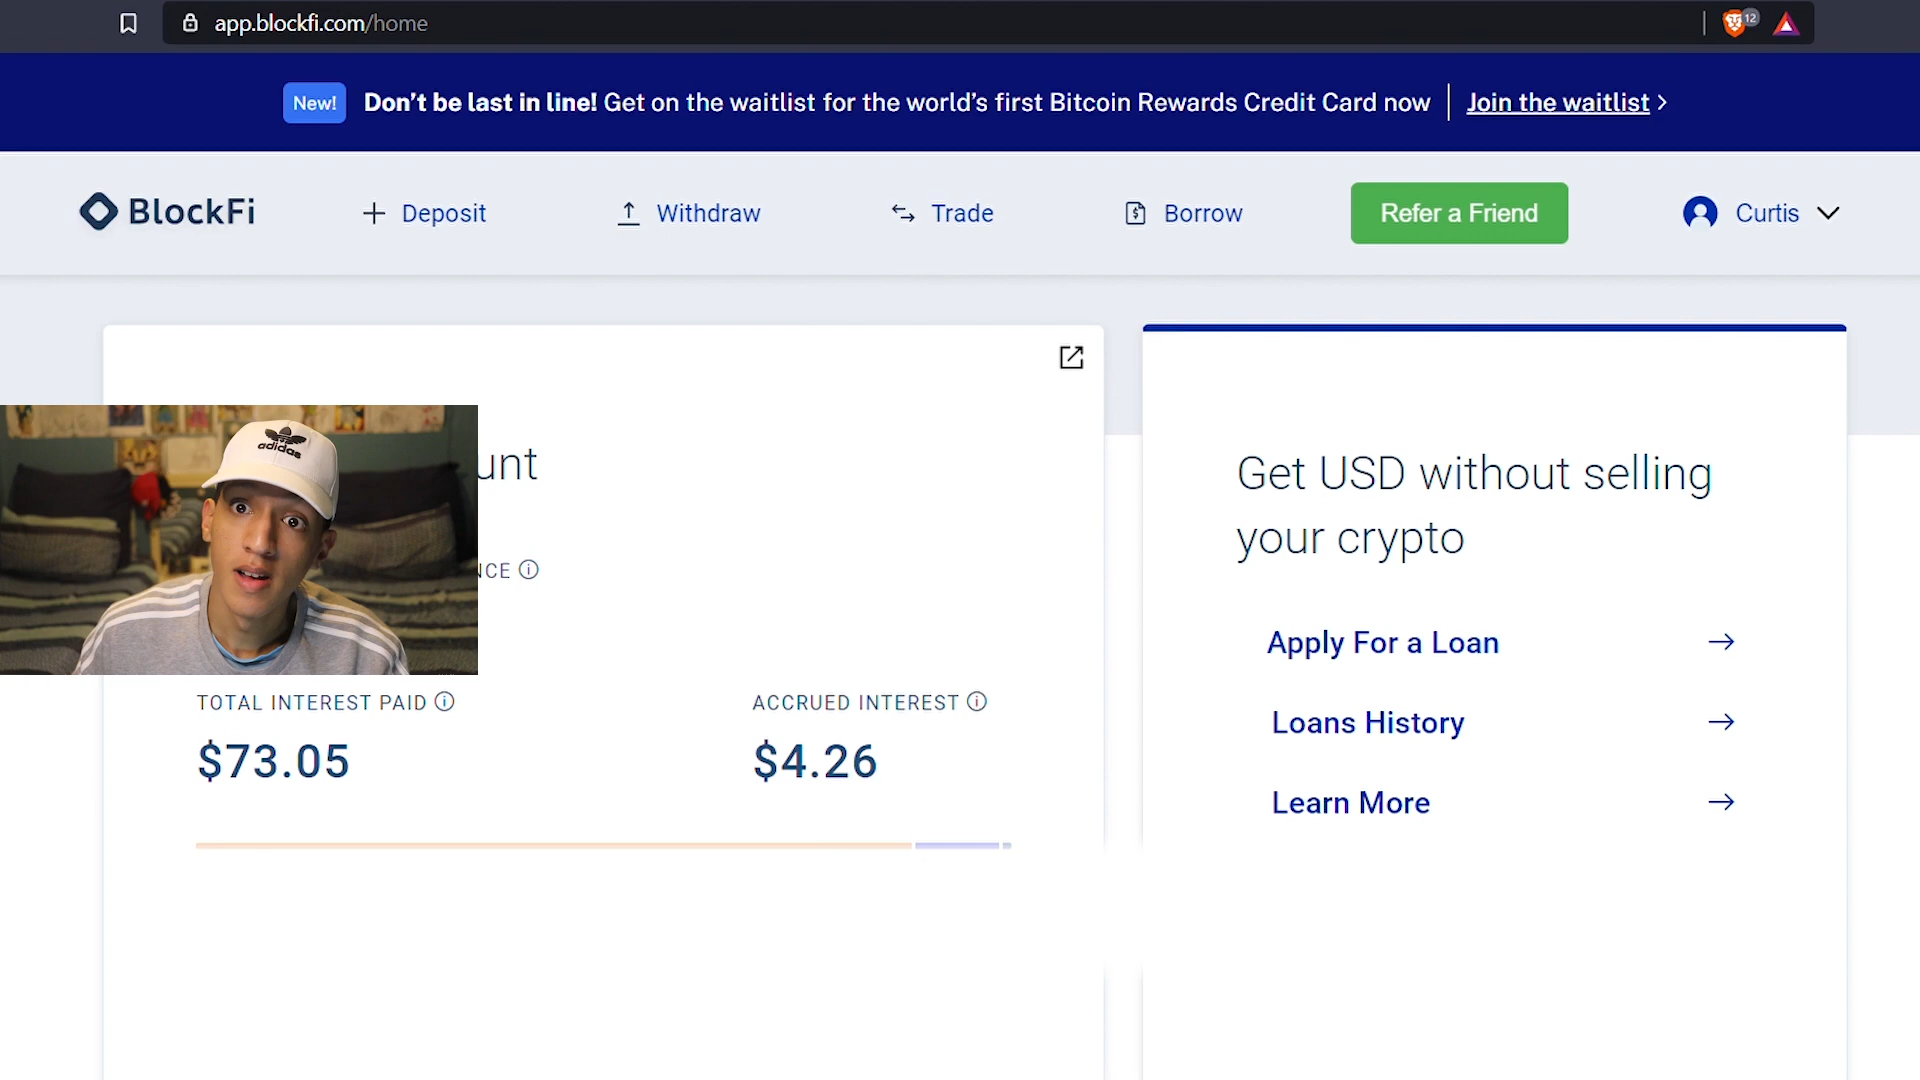 app.blockfi.com/home
12
New! Don’t be last in line! Get on the waitlist for the world’s first Bitcoin Rewards Credit Card now Join the waitlist
BlockFi
Deposit
Withdraw
Trade
Borrow
Refer a Friend
Curtis
unt
NCE
adidas
TOTAL INTEREST PAID
$73.05
ACCRUED INTEREST
$4.26
Get USD without selling
your crypto
Apply For a Loan
Loans History
Learn More